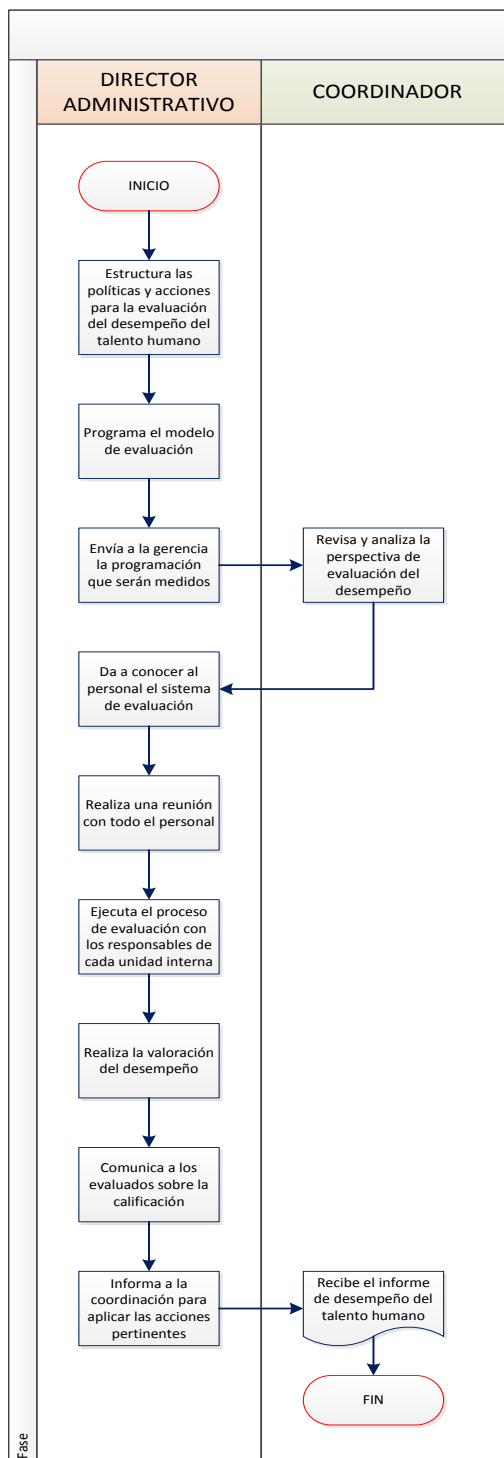 DIRECTOR
ADMINISTRATIVO
COORDINADOR
INICIO
Estructura las
políticas y acciones
para la evaluación
del desempeño del
talento humano
Programa el modelo
de evaluación
Envía a la gerencia
la programación
que serán medidos
Revisa y analiza la
perspectiva de
evaluación del
desempeño
Da a conocer al
personal el sistema
de evaluación
Realiza una reunión
con todo el personal
Ejecuta el proceso
de evaluación con
los responsables de
cada unidad interna
Realiza la valoración
del desempeño
Comunica a los
evaluados sobre la
calificación
Informa a la
coordinación para
aplicar las acciones
pertinentes
Recibe el informe
de desempeño del
talento humano
FIN
Fase